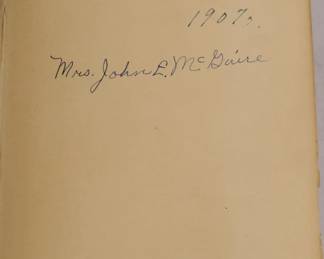 1907.
Mrs. John L. McGuire